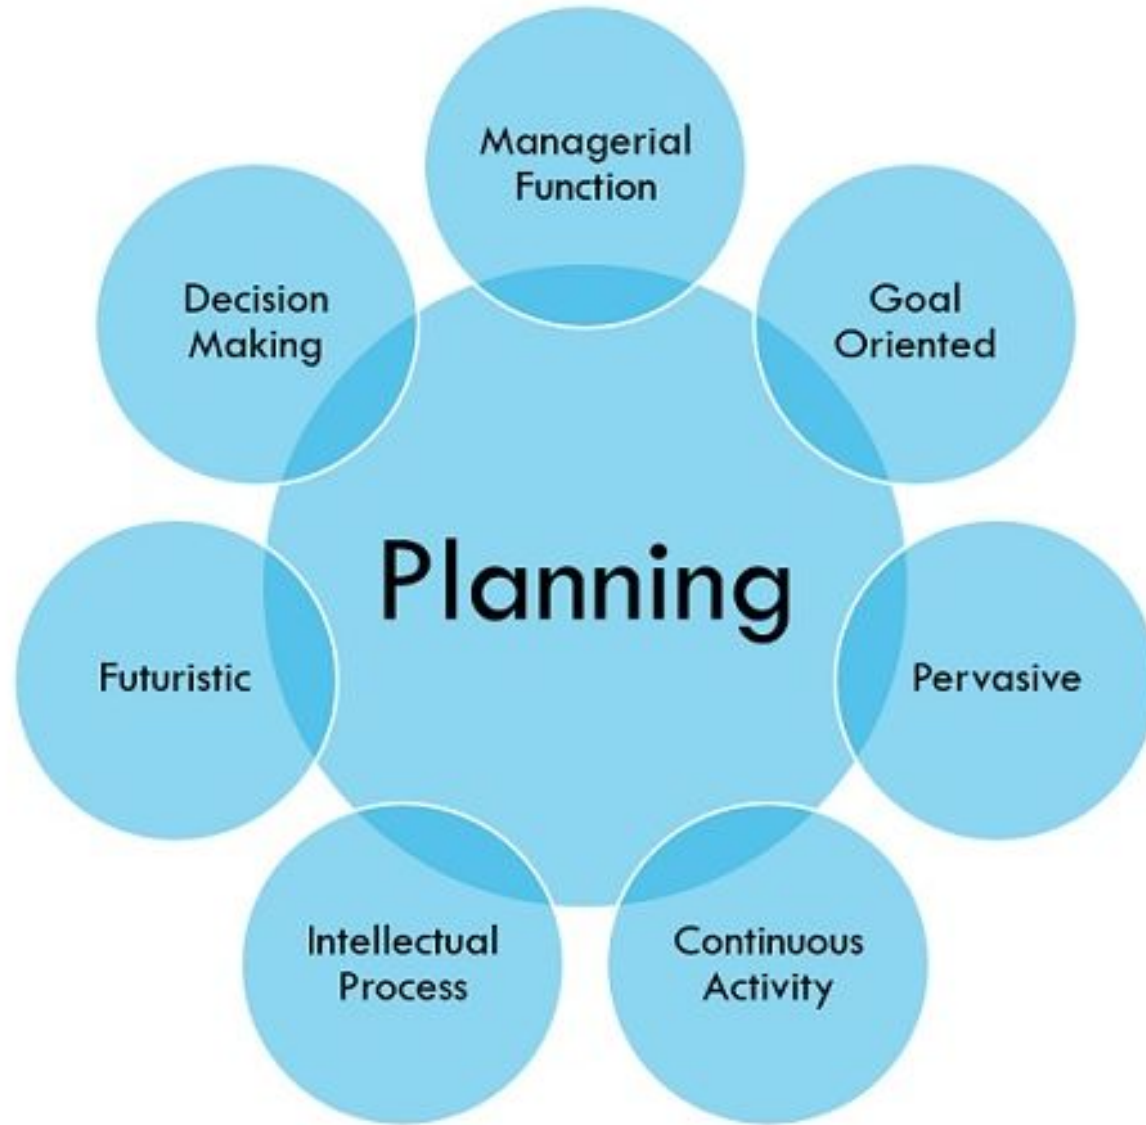 Managerial
Function
Decision
Making
Goal
Oriented
Planning
Futuristic
Pervasive
Intellectual
Process
Continuous
Activity